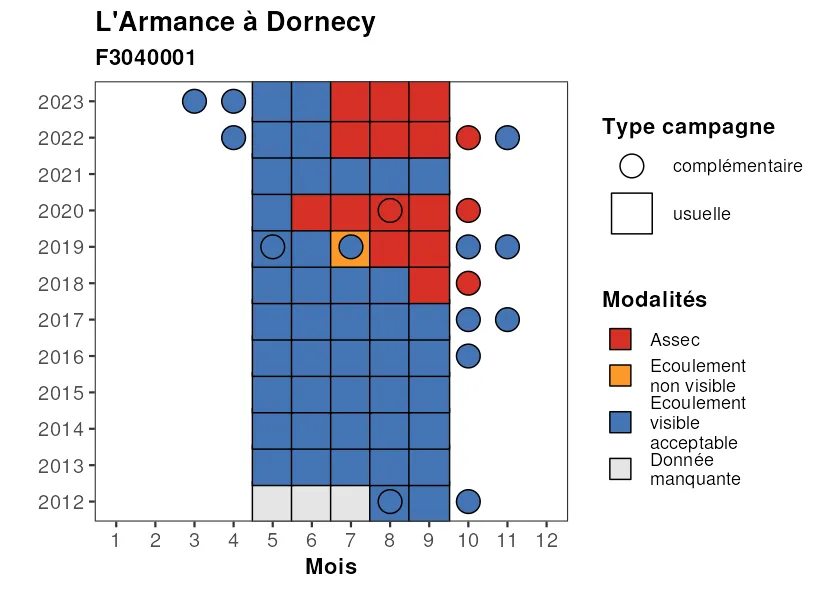 L'Armance à Dornecy
F3040001
2023
2022
2021
2020
2019
2018
2017
2016
2015
2014
2013
2012
1 2 3 4 5 6 7 8 9 10 11 12
Mois
Type campagne
complémentaire
usuelle
Modalités
Assec
Ecoulement
non visible
Ecoulement
visible
acceptable
Donnée
manquante